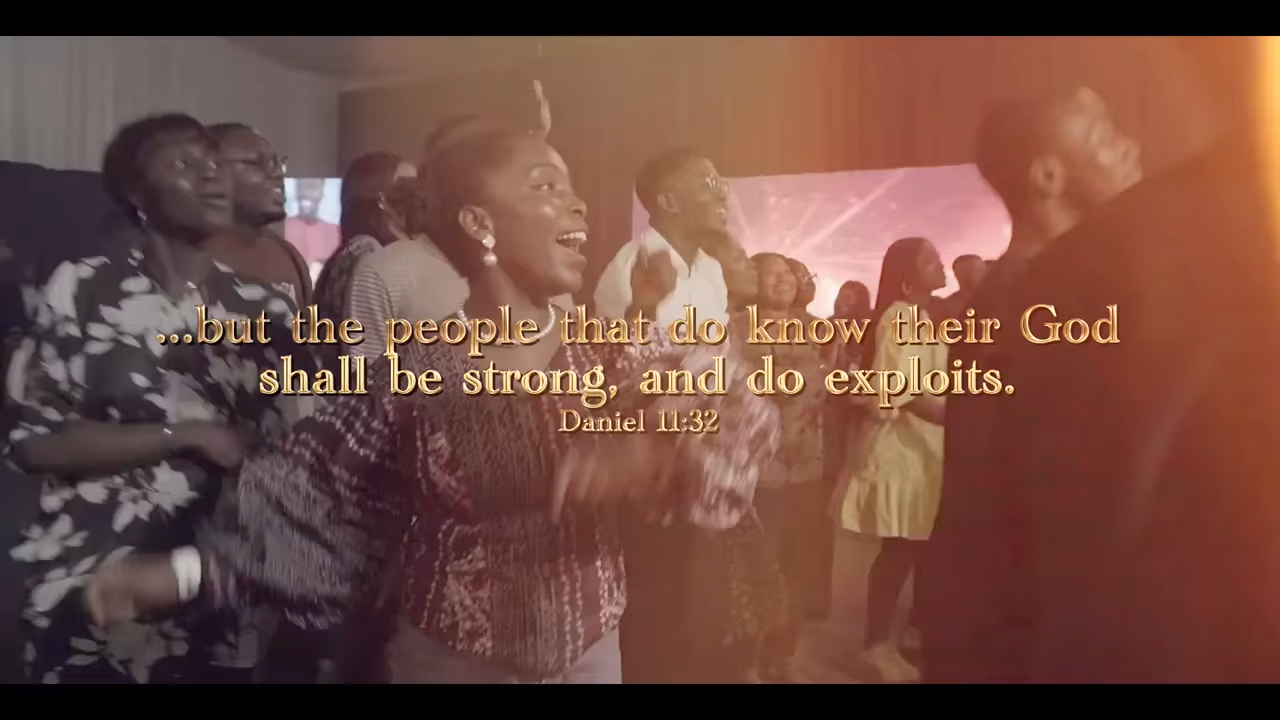 ...but the people that do know their God
shall be strong, and do exploits.
Daniel 11:32